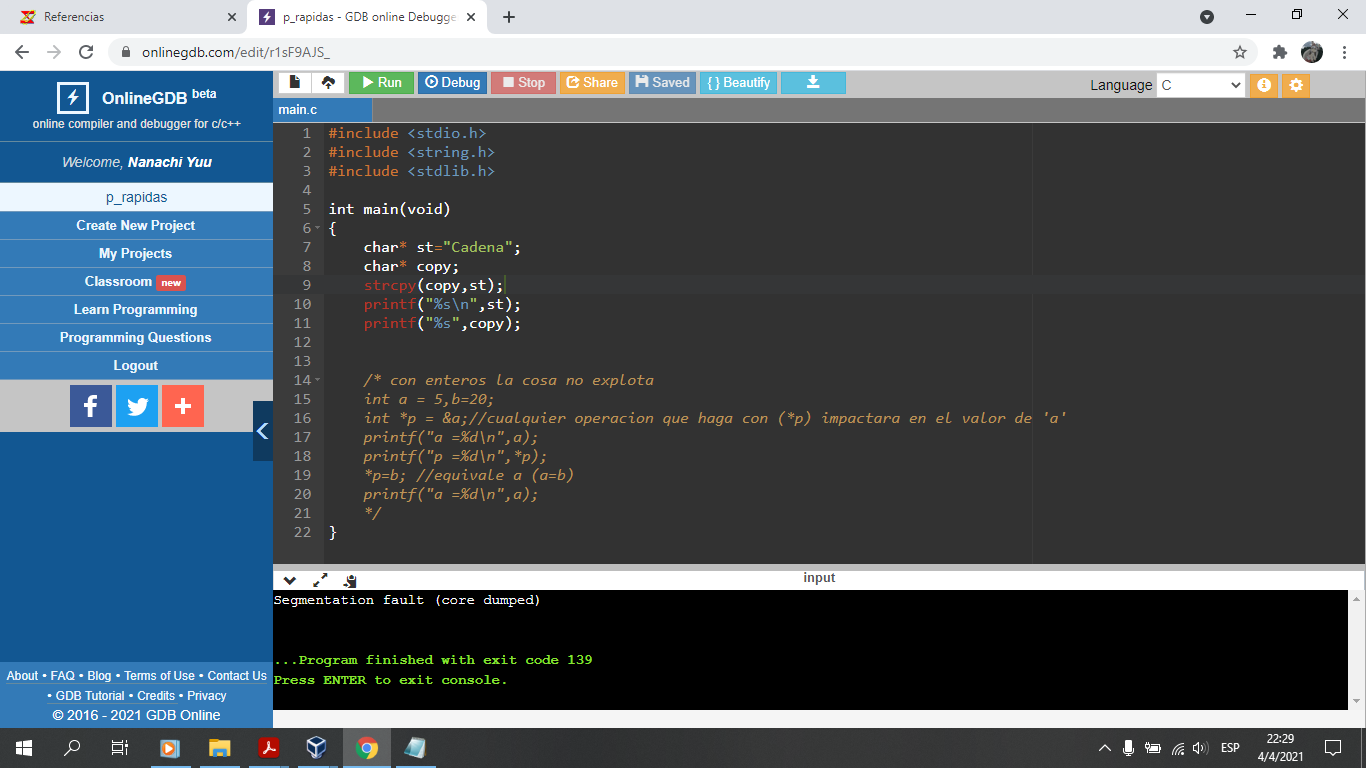 Referencias
p_rapidas - GDB online Debugge
onlinegdb.com/edit/r1sF9AJS_
OnlineGDB beta
online compiler and debugger for c/c++
Welcome, Nanachi Yuu
p_rapidas
Create New Project
My Projects
Classroom new
Learn Programming
Programming Questions
Logout
About • FAQ • Blog • Terms of Use • Contact Us
• GDB Tutorial • Credits • Privacy
© 2016 - 2021 GDB Online
Run Debug Stop Share Saved { } Beautify
Language C
main.c
1 #include <stdio.h>
2 #include <string.h>
3 #include <stdlib.h>
4
5 int main(void)
6 {
7 char* st="Cadena";
8 char* copy;
9 strcpy(copy,st);
10 printf("%s\n",st);
11 printf("%s",copy);
12
13
14 /* con enteros la cosa no explota
15 int a = 5,b=20;
16 int *p = &a;//cualquier operacion que haga con (*p) impactara en el valor de 'a'
17 printf("a =%d\n",a);
18 printf("p =%d\n",*p);
19 *p=b; //equivale a (a=b)
20 printf("a =%d\n",a);
21 */
22 }
input
Segmentation fault (core dumped)
...Program finished with exit code 139
Press ENTER to exit console.
ESP
22:29
4/4/2021